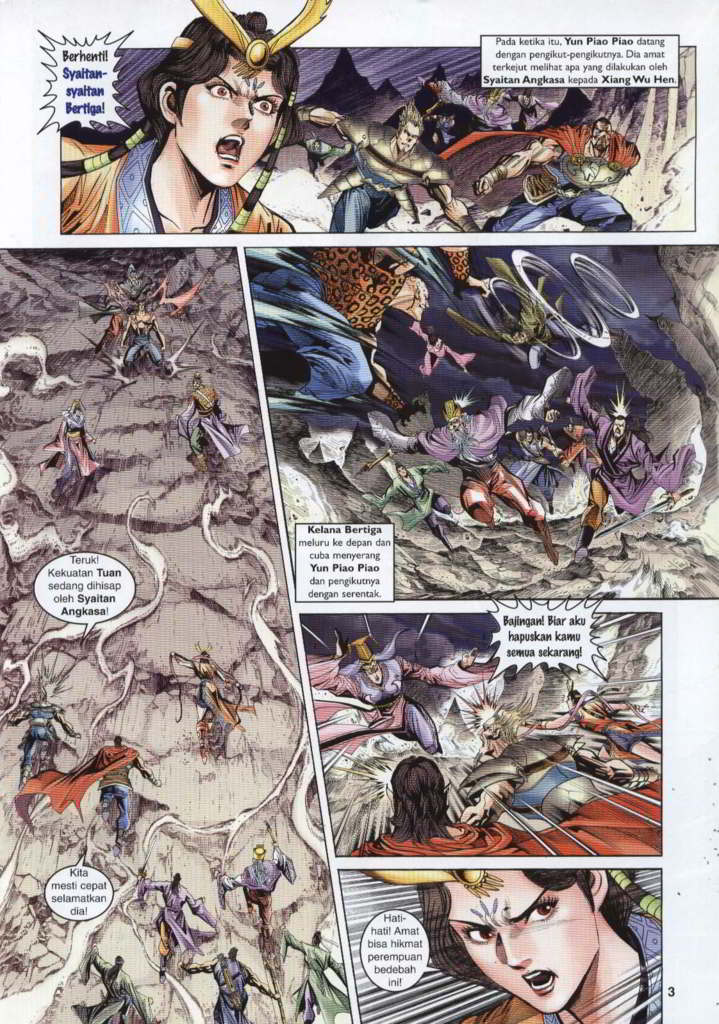 Berhenti!
Syaitan-
syaitan
Bertiga!
Pada ketika itu, Yun Piao Piao datang
dengan pengikut-pengikutnya. Dia amat
terkejut melihat apa yang dilakukan oleh
Syaitan Angkasa kepada Xiang Wu Hen.
Teruk!
Kekuatan Tuan
sedang dihisap
oleh Syaitan
Angkasa!
Kita
mesti cepat
selamatkan
dia!
Kelana Bertiga
meluru ke depan dan
cuba menyerang
Yun Piao Piao
dan pengikutnya
dengan serentak.
Bajingan! Biar aku
hapuskan kamu
semua sekarang!
Hati-
hati! Amat
bisa hikmat
perempuan
bedebah
ini!
3